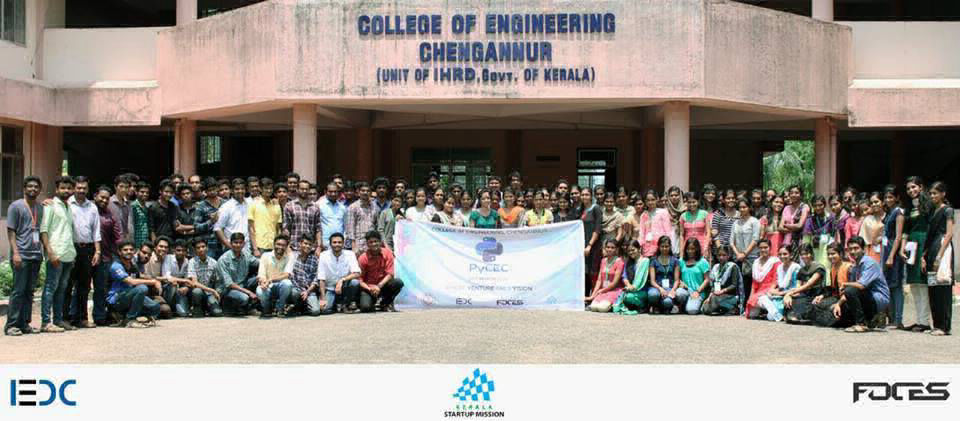 COLLEGE OF ENGINEERING
CHENGANNUR
(UNIT OF IHRD, GOVT. OF KERALA)
COLLEGE OF ENGINEERING, CHENGANNUR
PyCEC
VENTURE VISION
IEDC FOCES
IEDC
KERALA
STARTUP MISSION
FOCES